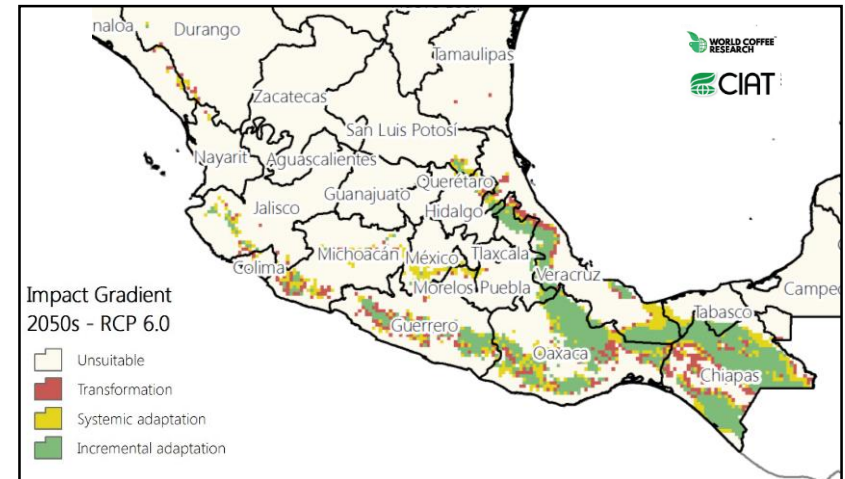 naloa
Durango
Tamaulipas
WORLD COFFEE
RESEARCH
CIAT
Zacatecas
San Luis Potosí
Nayarit
Aguascalientes
Querétaro
Guanajuato
Jalisco
Hidalgo
Michoacán
México
Tlaxcala
Colima
Veracruz
Morelos
Puebla
Campec
Tabasco
Guerrero
Oaxaca
Chiapas
Impact Gradient
2050s - RCP 6.0
Unsuitable
Transformation
Systemic adaptation
Incremental adaptation